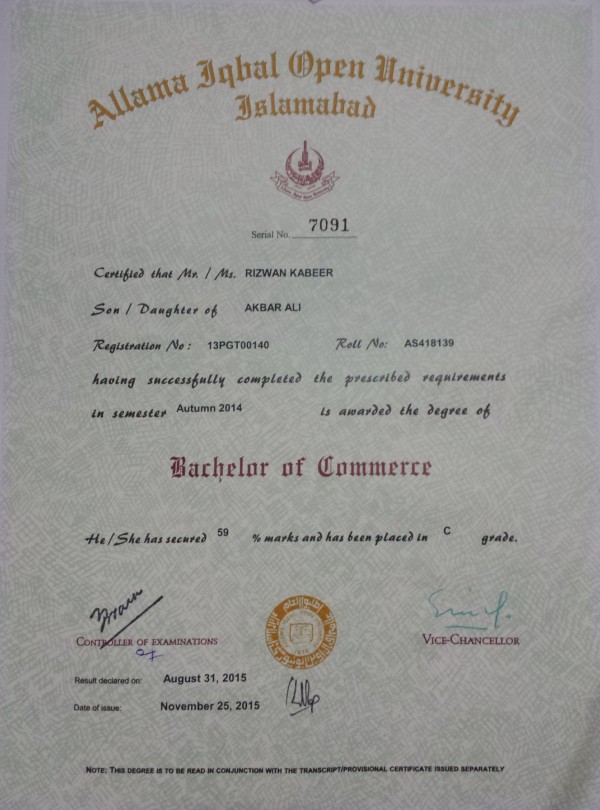 Allama Iqbal Open University
Islamabad
Serial No. 7091
Certified that Mr. / Ms. RIZWAN KABEER
Son / Daughter of AKBAR ALI
Registration No : 13PGT00140 Roll No: AS418139
having successfully completed the prescribed requirements
in semester Autumn 2014 is awarded the degree of
Bachelor of Commerce
He/She has secured 59 % marks and has been placed in C grade.
CONTROLLER OF EXAMINATIONS VICE-CHANCELLOR
Result declared on: August 31, 2015
Date of issue: November 25, 2015
NOTE: THIS DEGREE IS TO BE READ IN CONJUNCTION WITH THE TRANSCRIPT/PROVISIONAL CERTIFICATE ISSUED SEPARATELY